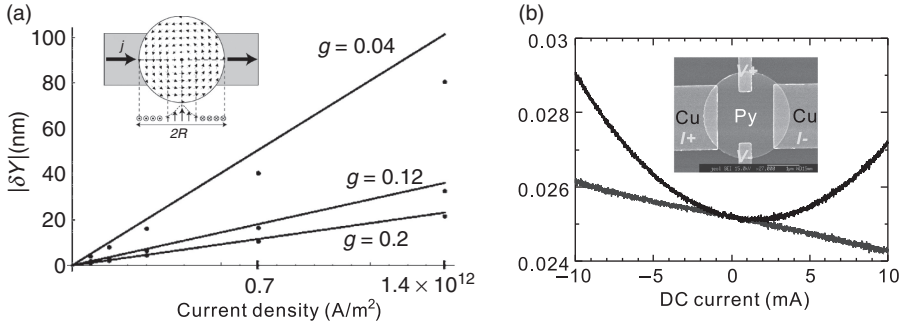 (a)
100
80
60
40
20
0
|δY|(nm)
j
2R
g = 0.04
g = 0.12
g = 0.2
0.7
1.4 × 10¹²
Current density (A/m²)
(b)
0.03
0.028
0.026
0.024
V+
Cu
Py
Cu
I+
I-
V-
−10
−5
0
5
10
DC current (mA)